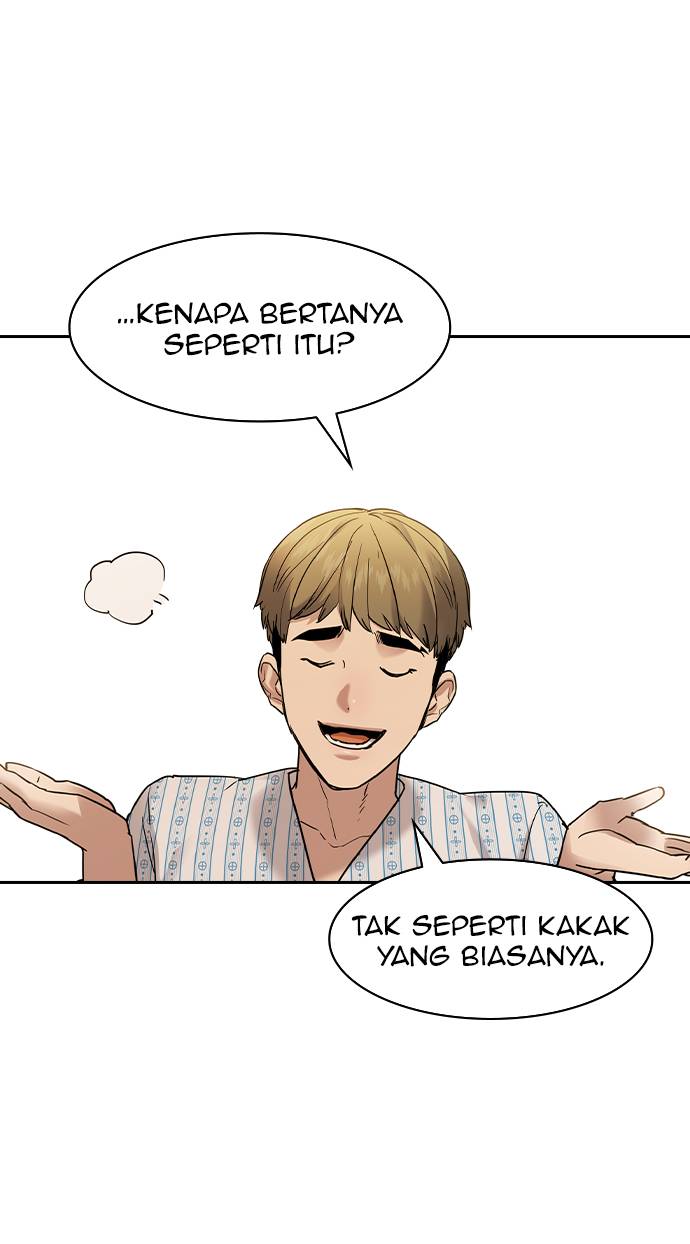 ...KENAPA BERTANYA
SEPERTI ITU?
TAK SEPERTI KAKAK
YANG BIASANYA.